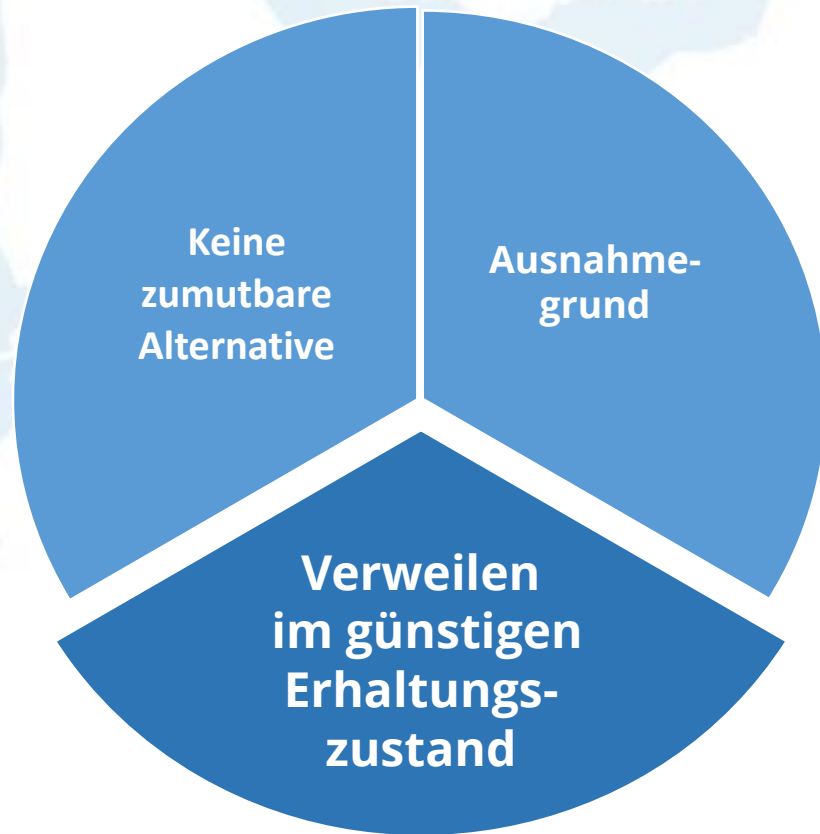 Keine
zumutbare
Alternative
Ausnahme-
grund
Verweilen
im günstigen
Erhaltungs-
zustand